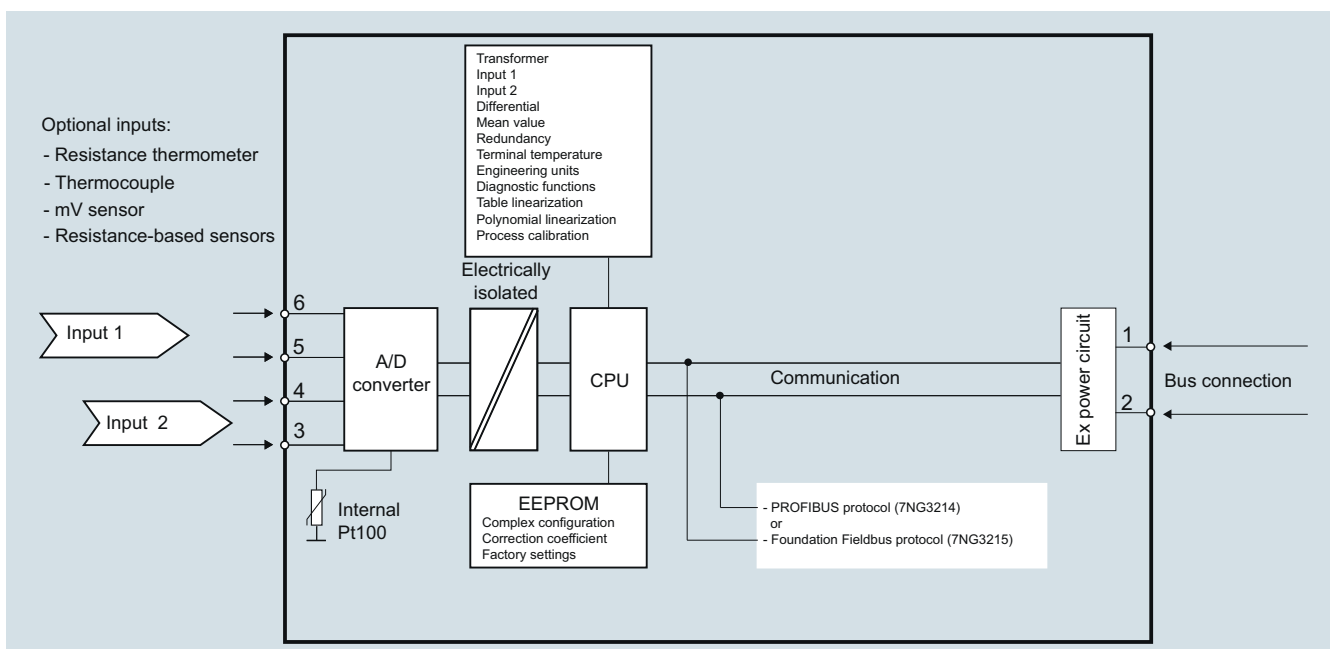 Transformer
Input 1
Input 2
Differential
Mean value
Redundancy
Terminal temperature
Engineering units
Diagnostic functions
Table linearization
Polynomial linearization
Process calibration
Optional inputs:
- Resistance thermometer
- Thermocouple
- mV sensor
- Resistance-based sensors
Electrically
isolated
Input 1
Input 2
6
5
4
3
A/D
converter
CPU
Communication
Ex power circuit
1
2
Bus connection
Internal
Pt100
EEPROM
Complex configuration
Correction coefficient
Factory settings
- PROFIBUS protocol (7NG3214)
or
- Foundation Fieldbus protocol (7NG3215)